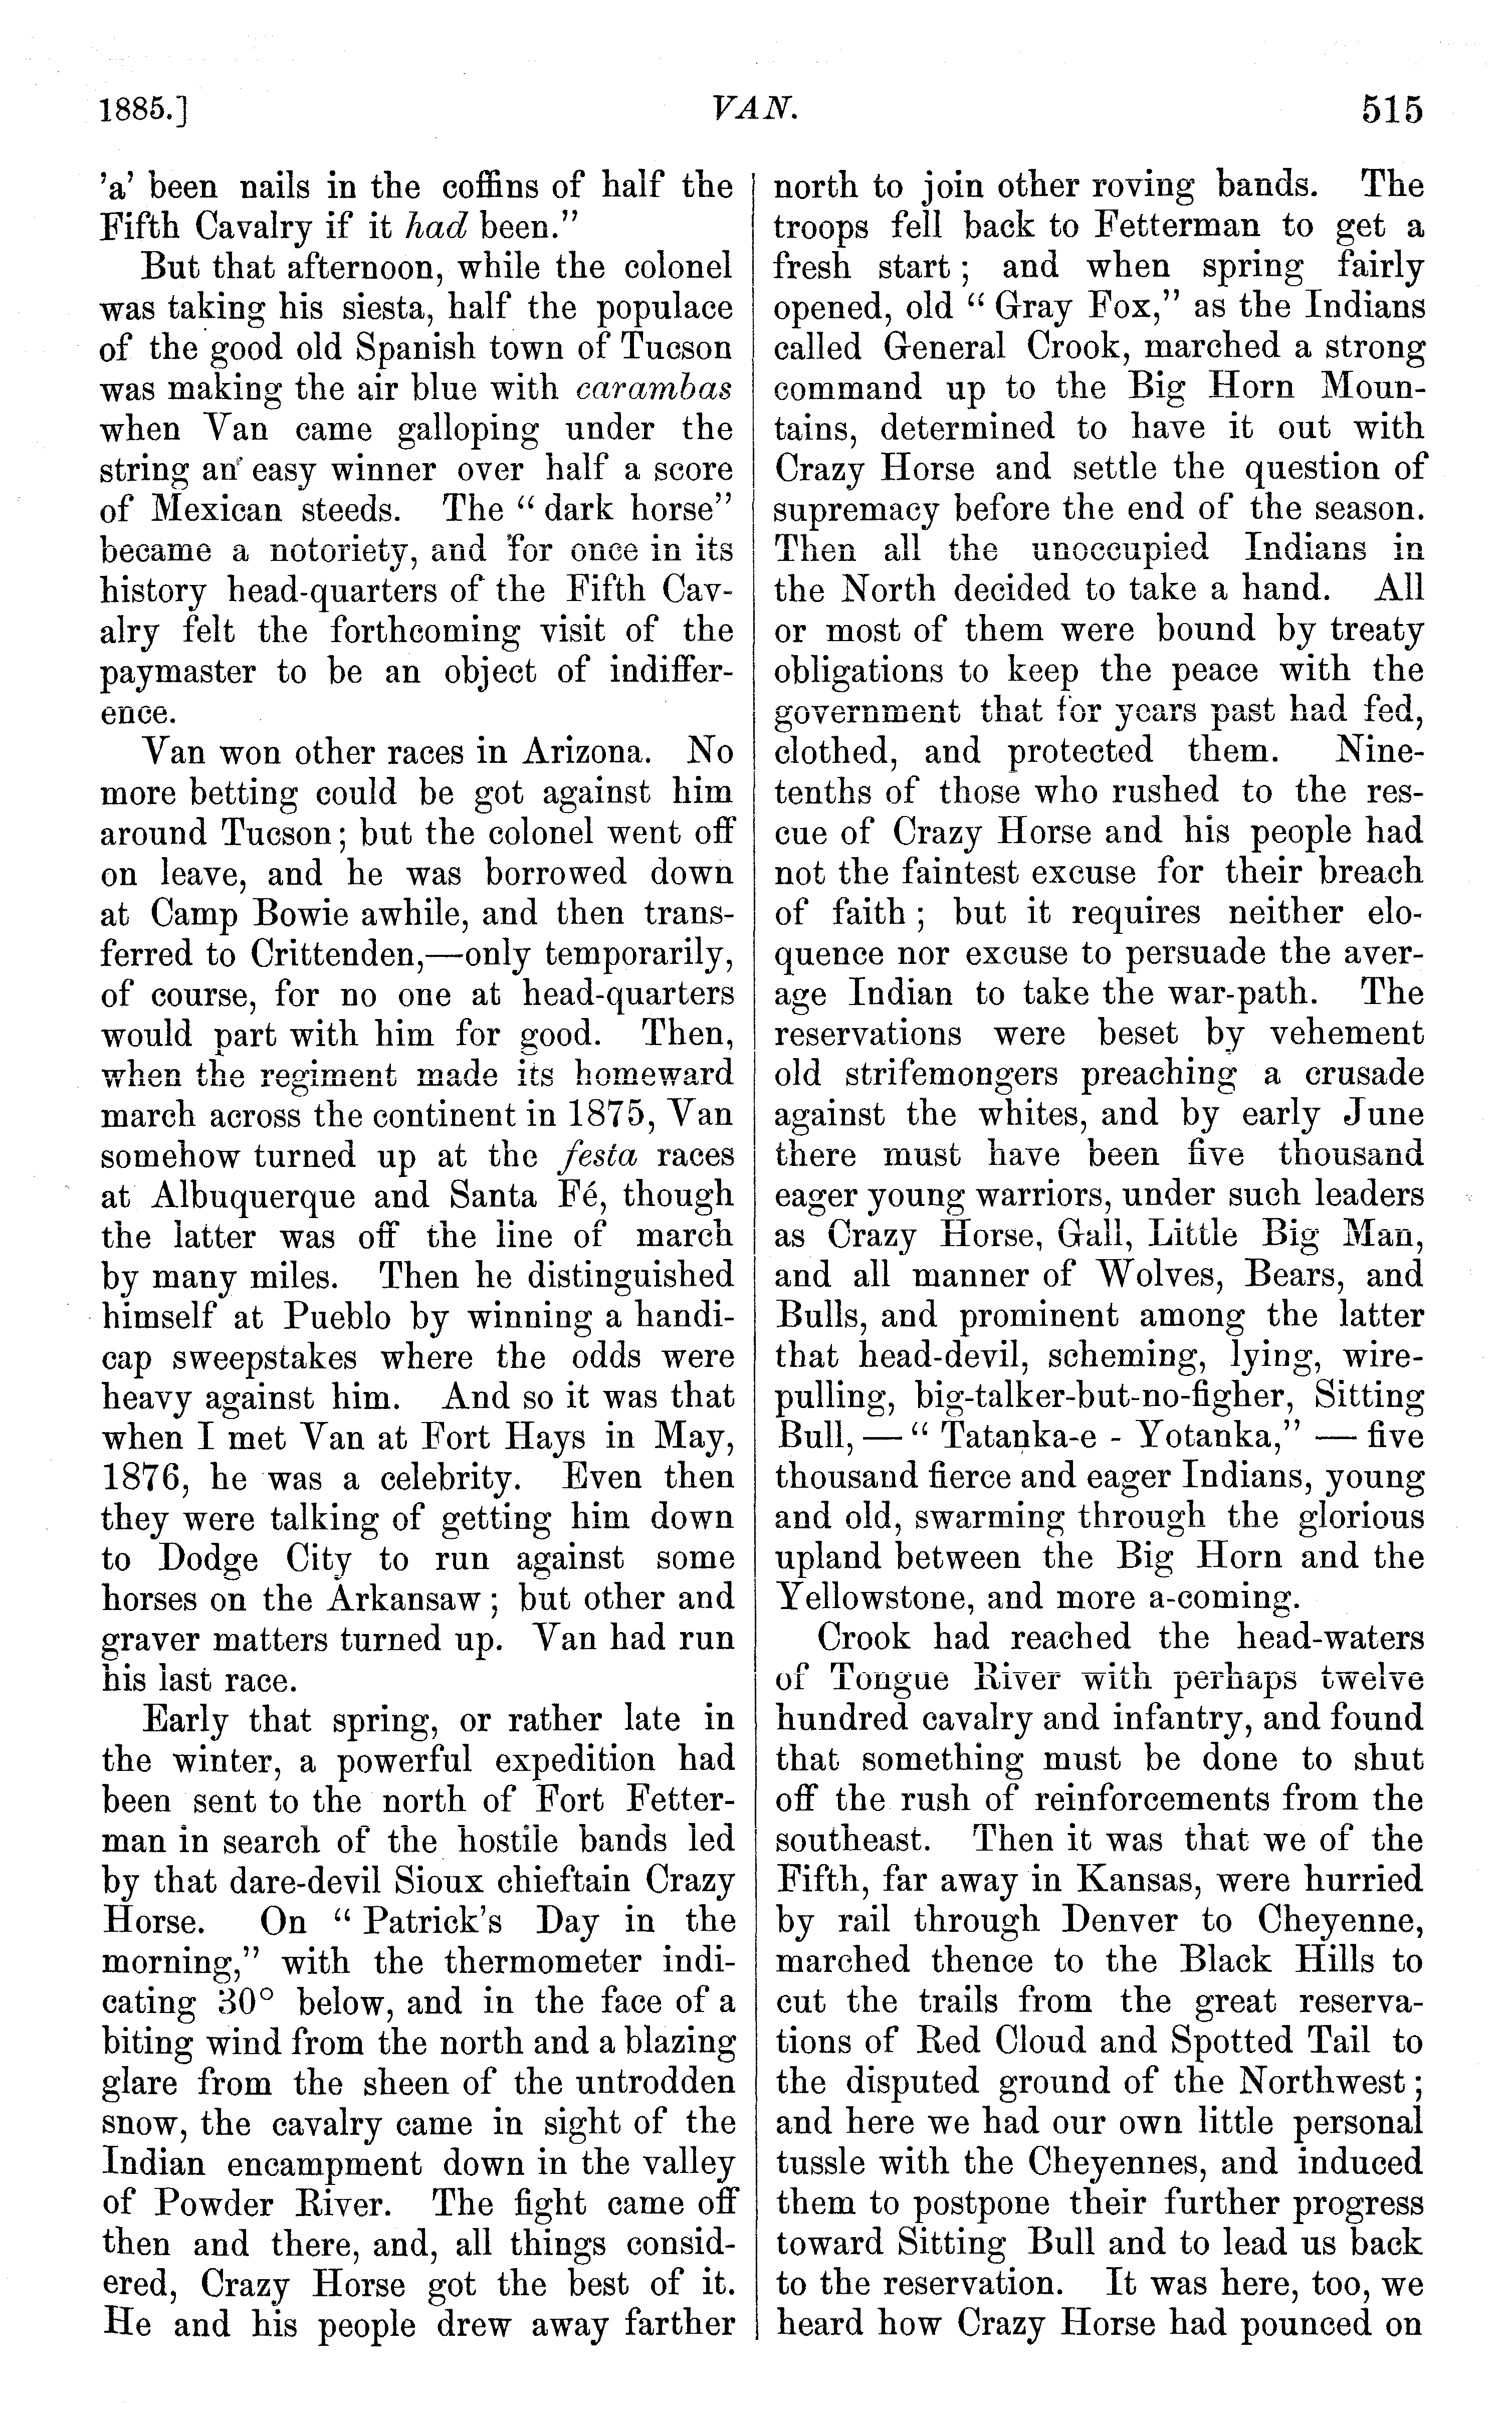 1885.] VAN. 515
'a' been nails in the coffins of half the
Fifth Cavalry if it had been."
But that afternoon, while the colonel
was taking his siesta, half the populace
of the good old Spanish town of Tucson
was making the air blue with carambas
when Van came galloping under the
string an easy winner over half a score
of Mexican steeds. The "dark horse"
became a notoriety, and for once in its
history head-quarters of the Fifth Cav-
alry felt the forthcoming visit of the
paymaster to be an object of indiffer-
ence.
Van won other races in Arizona. No
more betting could be got against him
around Tucson; but the colonel went off
on leave, and he was borrowed down
at Camp Bowie awhile, and then trans-
ferred to Crittenden,—only temporarily,
of course, for no one at head-quarters
would part with him for good. Then,
when the regiment made its homeward
march across the continent in 1875, Van
somehow turned up at the festa races
at Albuquerque and Santa Fé, though
the latter was off the line of march
by many miles. Then he distinguished
himself at Pueblo by winning a handi-
cap sweepstakes where the odds were
heavy against him. And so it was that
when I met Van at Fort Hays in May,
1876, he was a celebrity. Even then
they were talking of getting him down
to Dodge City to run against some
horses on the Arkansaw; but other and
graver matters turned up. Van had run
his last race.
Early that spring, or rather late in
the winter, a powerful expedition had
been sent to the north of Fort Fetter-
man in search of the hostile bands led
by that dare-devil Sioux chieftain Crazy
Horse. On "Patrick's Day in the
morning," with the thermometer indi-
cating 30° below, and in the face of a
biting wind from the north and a blazing
glare from the sheen of the untrodden
snow, the cavalry came in sight of the
Indian encampment down in the valley
of Powder River. The fight came off
then and there, and, all things consid-
ered, Crazy Horse got the best of it.
He and his people drew away farther
north to join other roving bands. The
troops fell back to Fetterman to get a
fresh start; and when spring fairly
opened, old "Gray Fox," as the Indians
called General Crook, marched a strong
command up to the Big Horn Moun-
tains, determined to have it out with
Crazy Horse and settle the question of
supremacy before the end of the season.
Then all the unoccupied Indians in
the North decided to take a hand. All
or most of them were bound by treaty
obligations to keep the peace with the
government that for years past had fed,
clothed, and protected them. Nine-
tenths of those who rushed to the res-
cue of Crazy Horse and his people had
not the faintest excuse for their breach
of faith; but it requires neither elo-
quence nor excuse to persuade the aver-
age Indian to take the war-path. The
reservations were beset by vehement
old strifemongers preaching a crusade
against the whites, and by early June
there must have been five thousand
eager young warriors, under such leaders
as Crazy Horse, Gall, Little Big Man,
and all manner of Wolves, Bears, and
Bulls, and prominent among the latter
that head-devil, scheming, lying, wire-
pulling, big-talker-but-no-figher, Sitting
Bull,—"Tatanka-e-Yotanka,"—five
thousand fierce and eager Indians, young
and old, swarming through the glorious
upland between the Big Horn and the
Yellowstone, and more a-coming.
Crook had reached the head-waters
of Tongue River with perhaps twelve
hundred cavalry and infantry, and found
that something must be done to shut
off the rush of reinforcements from the
southeast. Then it was that we of the
Fifth, far away in Kansas, were hurried
by rail through Denver to Cheyenne,
marched thence to the Black Hills to
cut the trails from the great reserva-
tions of Red Cloud and Spotted Tail to
the disputed ground of the Northwest;
and here we had our own little personal
tussle with the Cheyennes, and induced
them to postpone their further progress
toward Sitting Bull and to lead us back
to the reservation. It was here, too, we
heard how Crazy Horse had pounced on